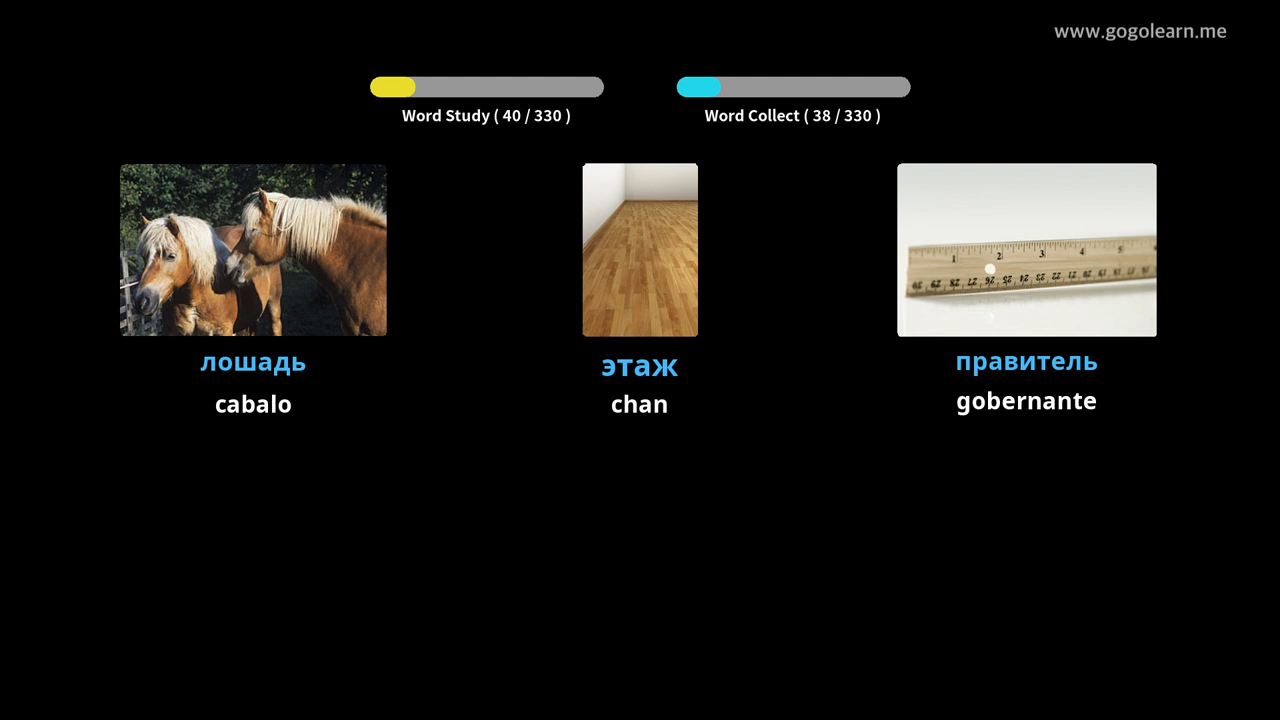 www.gogolearn.me
Word Study ( 40 / 330 )
Word Collect ( 38 / 330 )
лошадь
этаж
правитель
cabalo
chan
gobernante